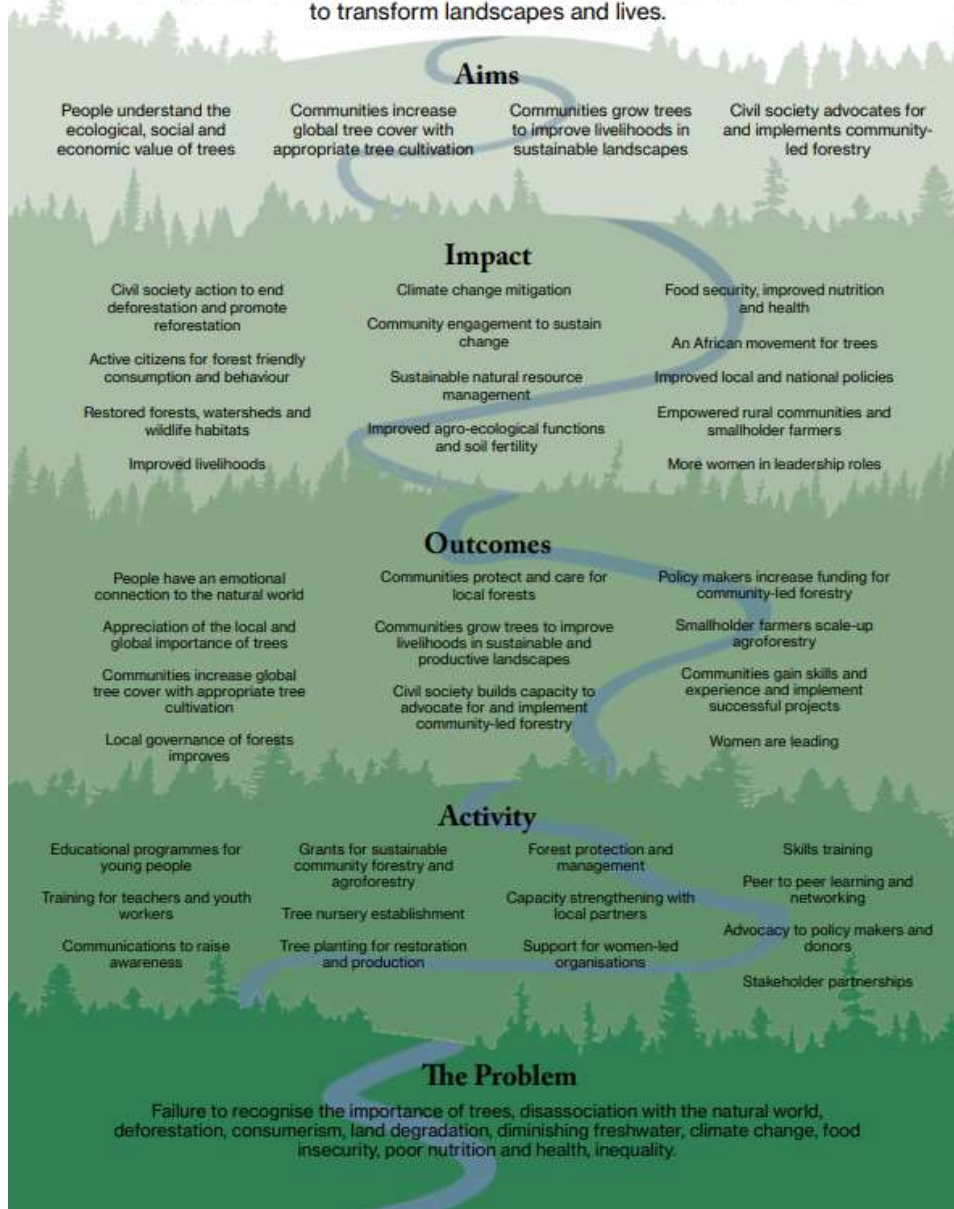 to transform landscapes and lives.
Aims
People understand the
ecological, social and
economic value of trees
Communities increase
global tree cover with
appropriate tree cultivation
Communities grow trees
to improve livelihoods in
sustainable landscapes
Civil society advocates for
and implements community-
led forestry
Impact
Civil society action to end
deforestation and promote
reforestation
Active citizens for forest friendly
consumption and behaviour
Restored forests, watersheds and
wildlife habitats
Improved livelihoods
Climate change mitigation
Community engagement to sustain
change
Sustainable natural resource
management
Improved agro-ecological functions
and soil fertility
Food security, improved nutrition
and health
An African movement for trees
Improved local and national policies
Empowered rural communities and
smallholder farmers
More women in leadership roles
Outcomes
People have an emotional
connection to the natural world
Appreciation of the local and
global importance of trees
Communities increase global
tree cover with appropriate tree
cultivation
Local governance of forests
improves
Communities protect and care for
local forests
Communities grow trees to improve
livelihoods in sustainable and
productive landscapes
Civil society builds capacity to
advocate for and implement
community-led forestry
Policy makers increase funding for
community-led forestry
Smallholder farmers scale-up
agroforestry
Communities gain skills and
experience and implement
successful projects
Women are leading
Activity
Educational programmes for
young people
Training for teachers and youth
workers
Communications to raise
awareness
Grants for sustainable
community forestry and
agroforestry
Tree nursery establishment
Tree planting for restoration
and production
Forest protection and
management
Capacity strengthening with
local partners
Support for women-led
organisations
Skills training
Peer to peer learning and
networking
Advocacy to policy makers and
donors
Stakeholder partnerships
The Problem
Failure to recognise the importance of trees, disassociation with the natural world,
deforestation, consumerism, land degradation, diminishing freshwater, climate change, food
insecurity, poor nutrition and health, inequality.